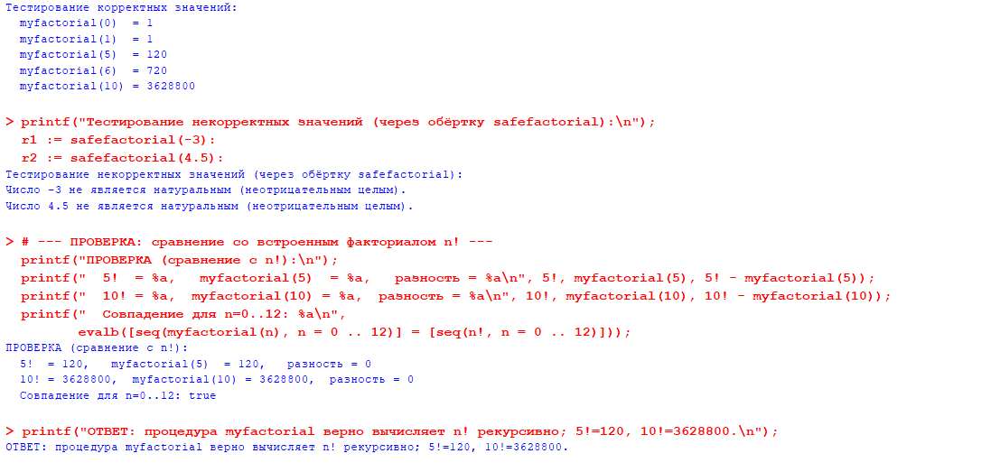 Тестирование корректных значений:
  myfactorial(0)  = 1
  myfactorial(1)  = 1
  myfactorial(5)  = 120
  myfactorial(6)  = 720
  myfactorial(10) = 3628800
> printf("Тестирование некорректных значений (через обёртку safefactorial):\n");
  r1 := safefactorial(-3):
  r2 := safefactorial(4.5):
Тестирование некорректных значений (через обёртку safefactorial):
Число -3 не является натуральным (неотрицательным целым).
Число 4.5 не является натуральным (неотрицательным целым).
> # --- ПРОВЕРКА: сравнение со встроенным факториалом n! ---
  printf("ПРОВЕРКА (сравнение с n!):\n");
  printf("  5!  = %a,   myfactorial(5)  = %a,   разность = %a\n", 5!, myfactorial(5), 5! - myfactorial(5));
  printf("  10! = %a,  myfactorial(10) = %a,  разность = %a\n", 10!, myfactorial(10), 10! - myfactorial(10));
  printf("  Совпадение для n=0..12: %a\n",
         evalb([seq(myfactorial(n), n = 0 .. 12)] = [seq(n!, n = 0 .. 12)]));
ПРОВЕРКА (сравнение с n!):
  5!  = 120,   myfactorial(5)  = 120,   разность = 0
  10! = 3628800,  myfactorial(10) = 3628800,  разность = 0
  Совпадение для n=0..12: true
> printf("ОТВЕТ: процедура myfactorial верно вычисляет n! рекурсивно; 5!=120, 10!=3628800.\n");
ОТВЕТ: процедура myfactorial верно вычисляет n! рекурсивно; 5!=120, 10!=3628800.